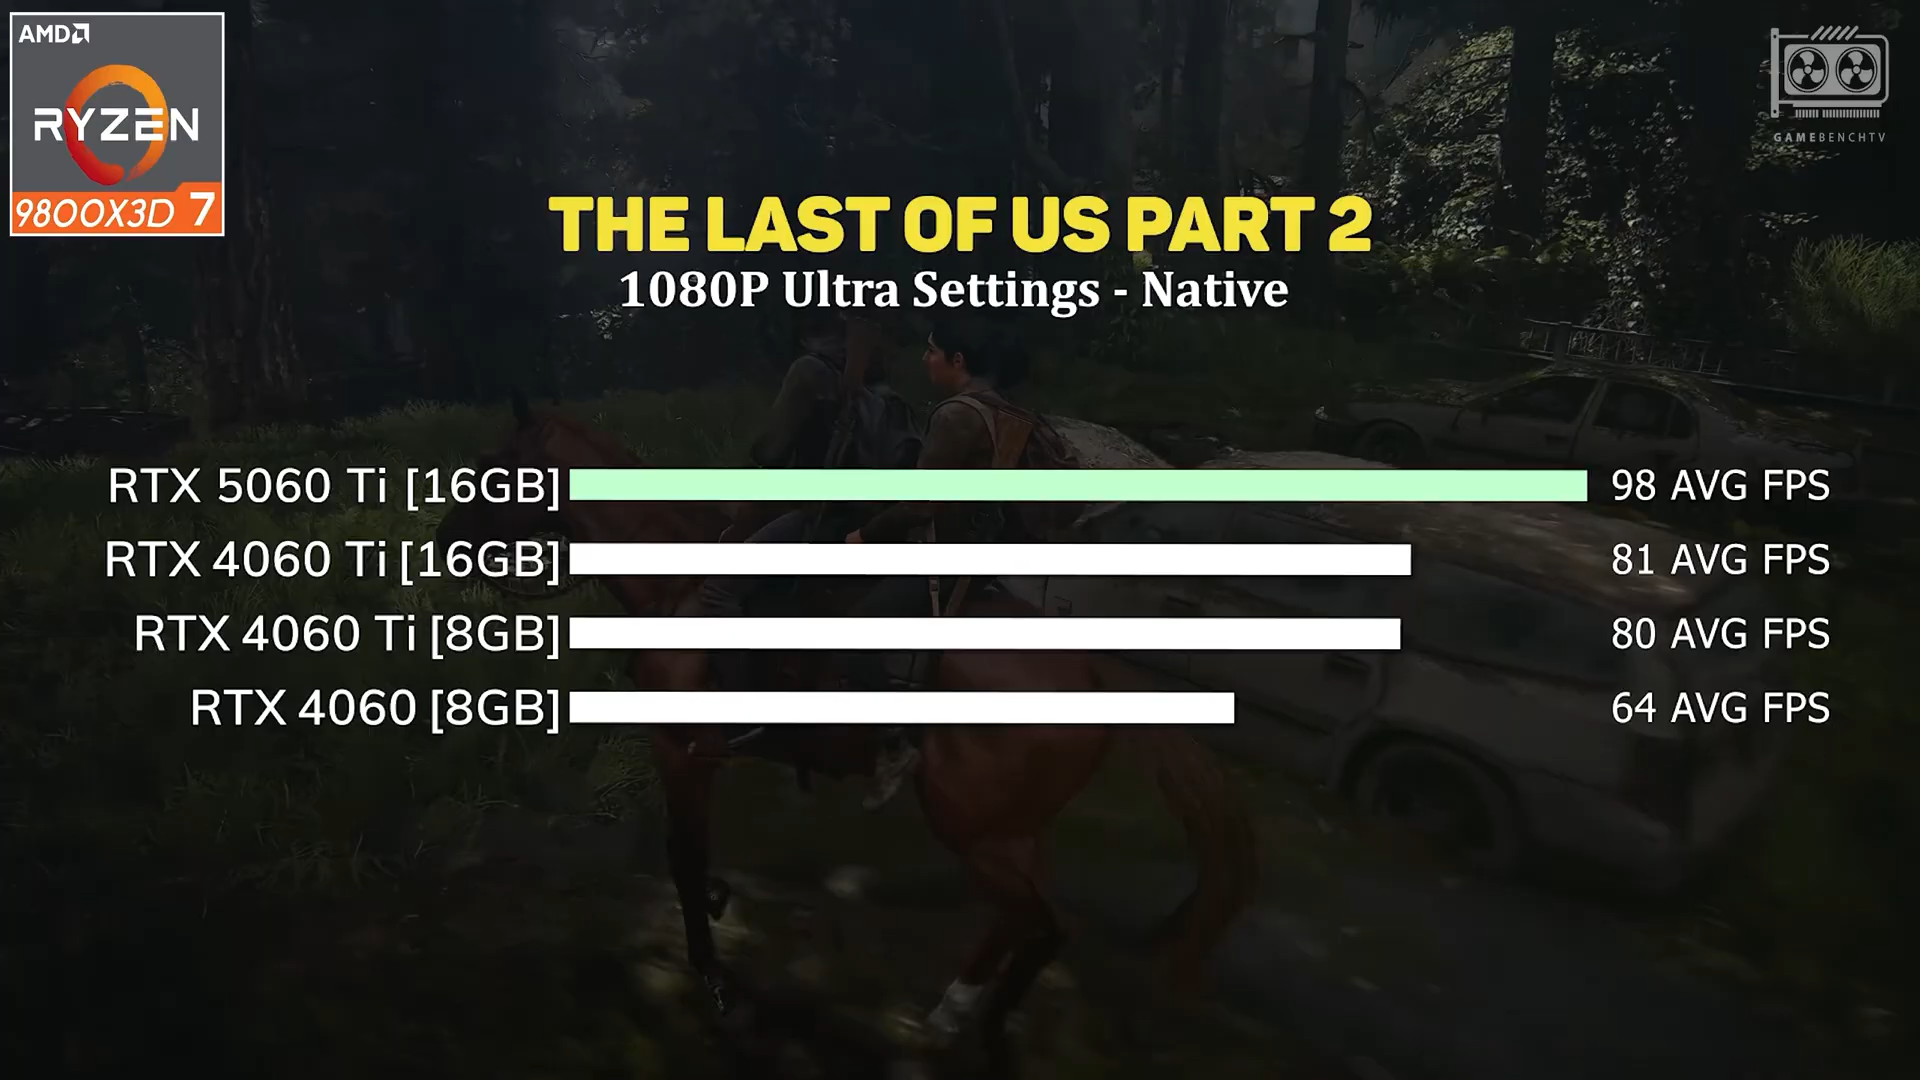 AMD
RYZEN
9800X3D 7
GAMEBENCHTV
THE LAST OF US PART 2
1080P Ultra Settings - Native
RTX 5060 Ti [16GB] 98 AVG FPS
RTX 4060 Ti [16GB] 81 AVG FPS
RTX 4060 Ti [8GB] 80 AVG FPS
RTX 4060 [8GB] 64 AVG FPS